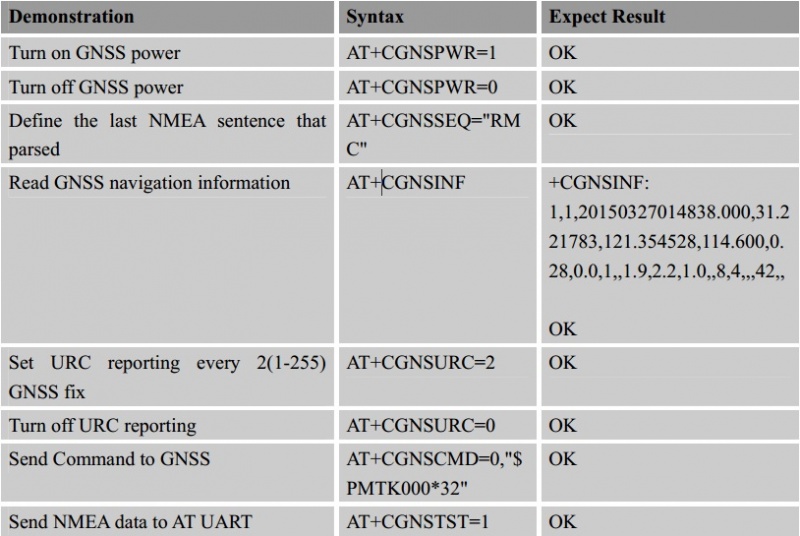 Demonstration Syntax Expect Result
Turn on GNSS power AT+CGNSPWR=1 OK
Turn off GNSS power AT+CGNSPWR=0 OK
Define the last NMEA sentence that AT+CGNSSEQ="RM OK
parsed C"
Read GNSS navigation information AT+CGNSINF +CGNSINF:
1,1,20150327014838.000,31.2
21783,121.354528,114.600,0.
28,0.0,1,,1.9,2.2,1.0,,8,4,,,42,,
OK
Set URC reporting every 2(1-255) AT+CGNSURC=2 OK
GNSS fix
Turn off URC reporting AT+CGNSURC=0 OK
Send Command to GNSS AT+CGNSCMD=0,"$ OK
PMTK000*32"
Send NMEA data to AT UART AT+CGNSTST=1 OK